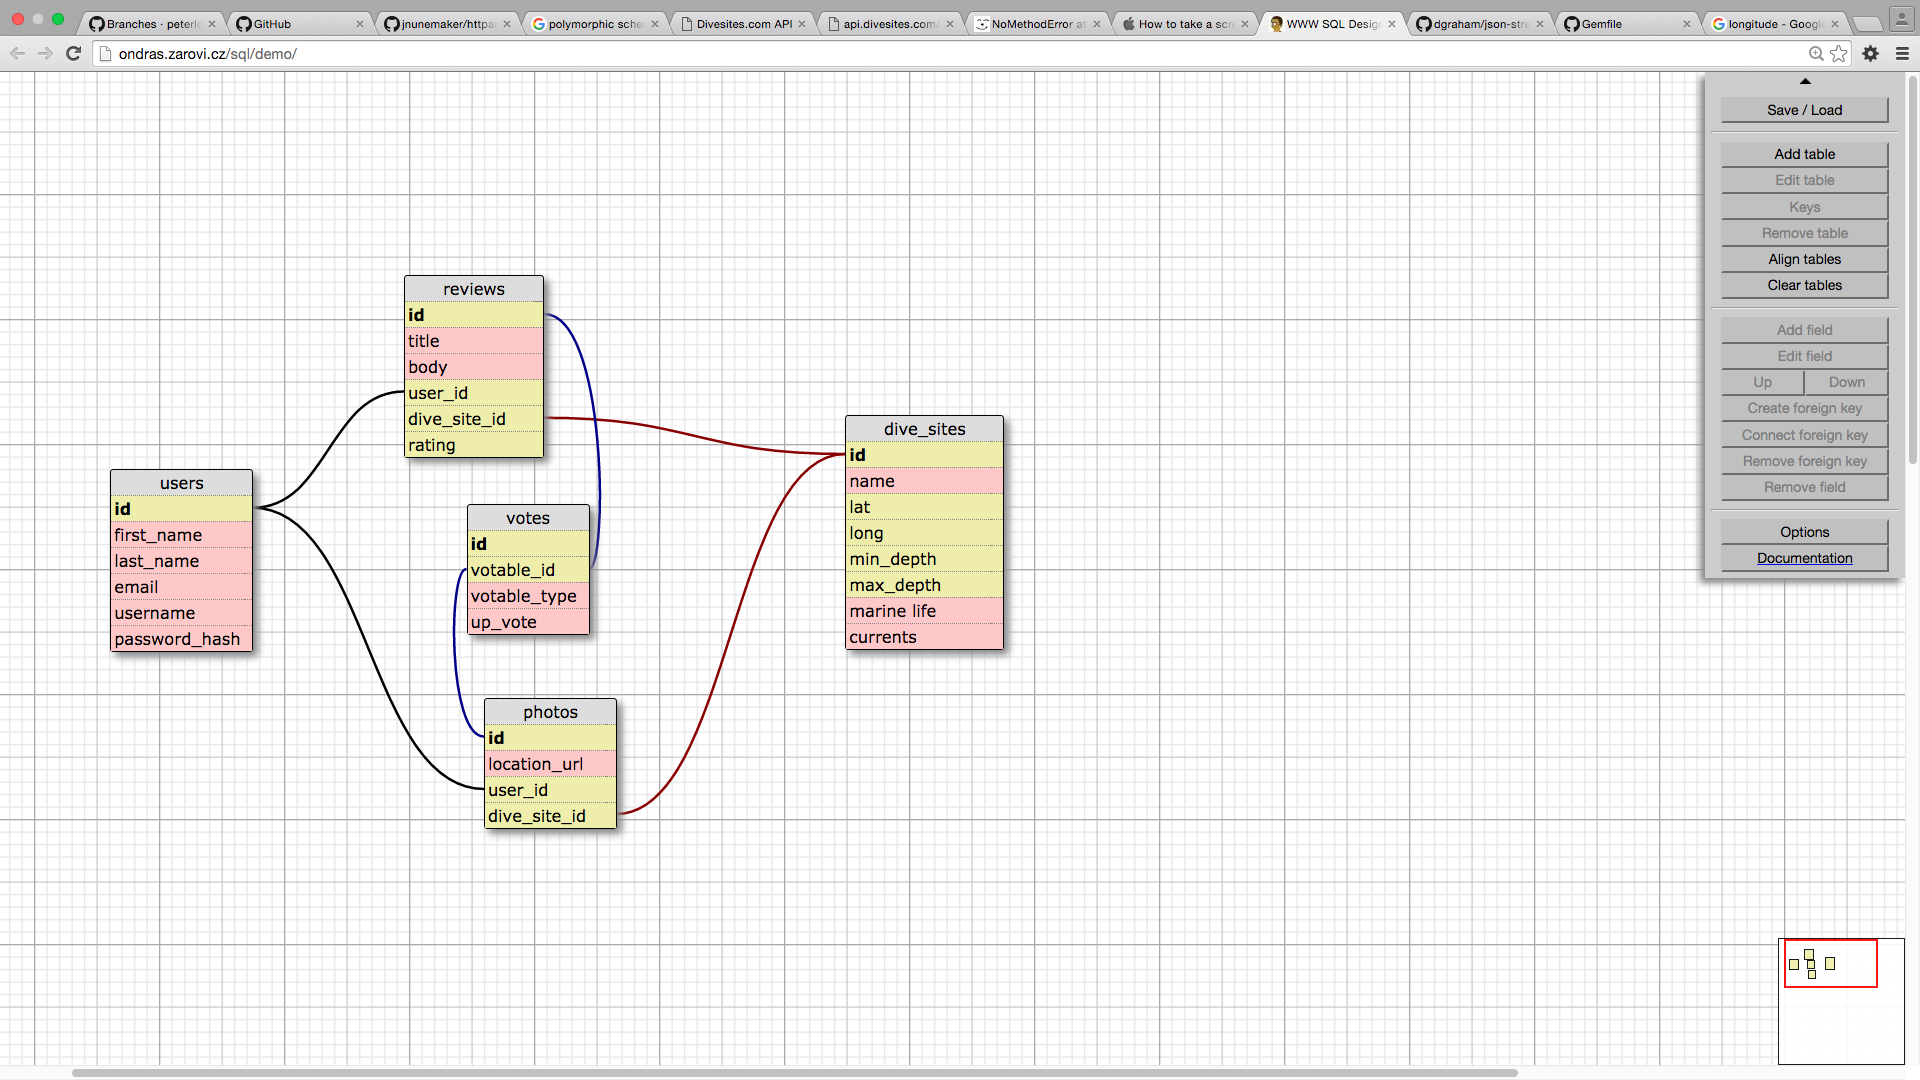 Branches · peterlo
GitHub
jnunemaker/httpa
polymorphic sche
Divesites.com API
api.divesites.com/
NoMethodError at
How to take a scr
WWW SQL Desig
dgraham/json-stre
Gemfile
longitude - Googl
ondras.zarovi.cz/sql/demo/
Save / Load
Add table
Edit table
Keys
Remove table
Align tables
Clear tables
Add field
Edit field
Up Down
Create foreign key
Connect foreign key
Remove foreign key
Remove field
Options
Documentation
users
id
first_name
last_name
email
username
password_hash
reviews
id
title
body
user_id
dive_site_id
rating
votes
id
votable_id
votable_type
up_vote
photos
id
location_url
user_id
dive_site_id
dive_sites
id
name
lat
long
min_depth
max_depth
marine life
currents